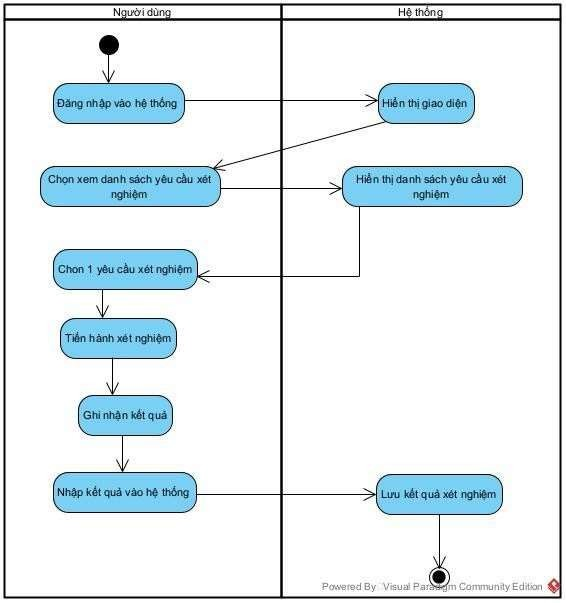 Người dùng
Hệ thống
Đăng nhập vào hệ thống
Hiển thị giao diện
Chọn xem danh sách yêu cầu xét
nghiệm
Hiển thị danh sách yêu cầu xét
nghiệm
Chon 1 yêu cầu xét nghiệm
Tiến hành xét nghiệm
Ghi nhận kết quả
Nhập kết quả vào hệ thống
Lưu kết quả xét nghiệm
Powered By Visual Paradigm Community Edition